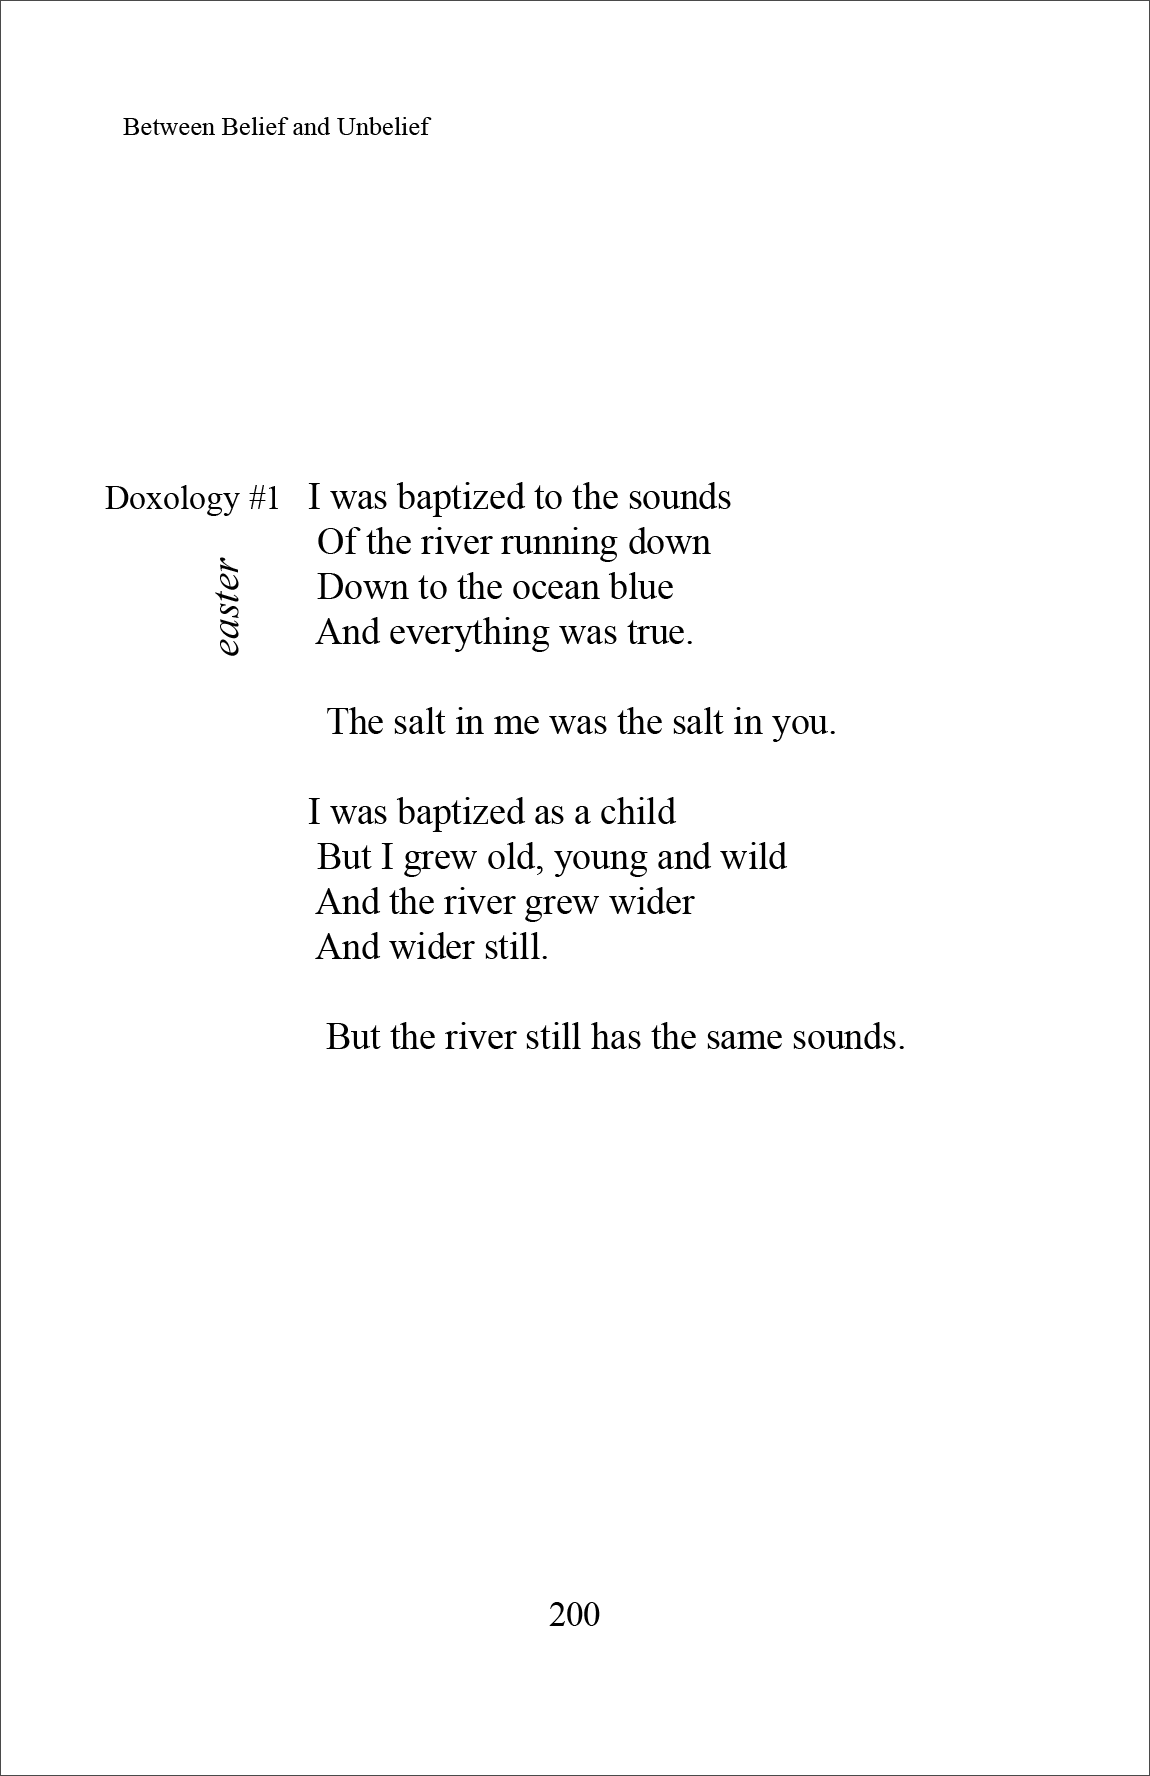 Between Belief and Unbelief
Doxology #1 I was baptized to the sounds
Of the river running down
Down to the ocean blue
And everything was true.
easter
The salt in me was the salt in you.
I was baptized as a child
But I grew old, young and wild
And the river grew wider
And wider still.
But the river still has the same sounds.
200